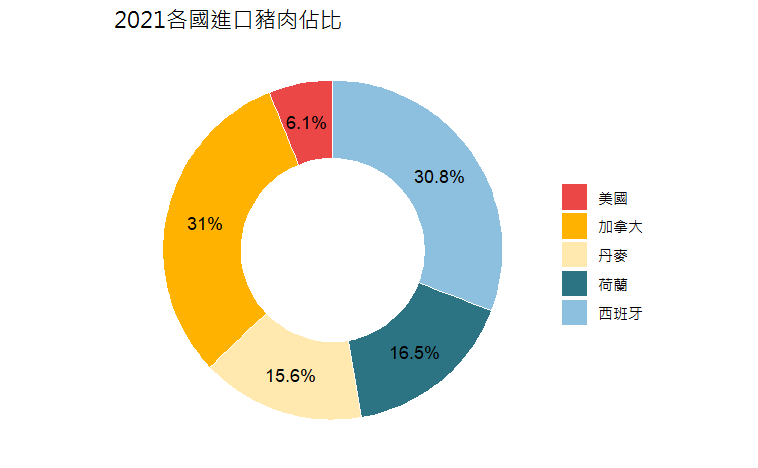 2021各國進口豬肉佔比
6.1%
30.8%
31%
16.5%
15.6%
美國
加拿大
丹麥
荷蘭
西班牙